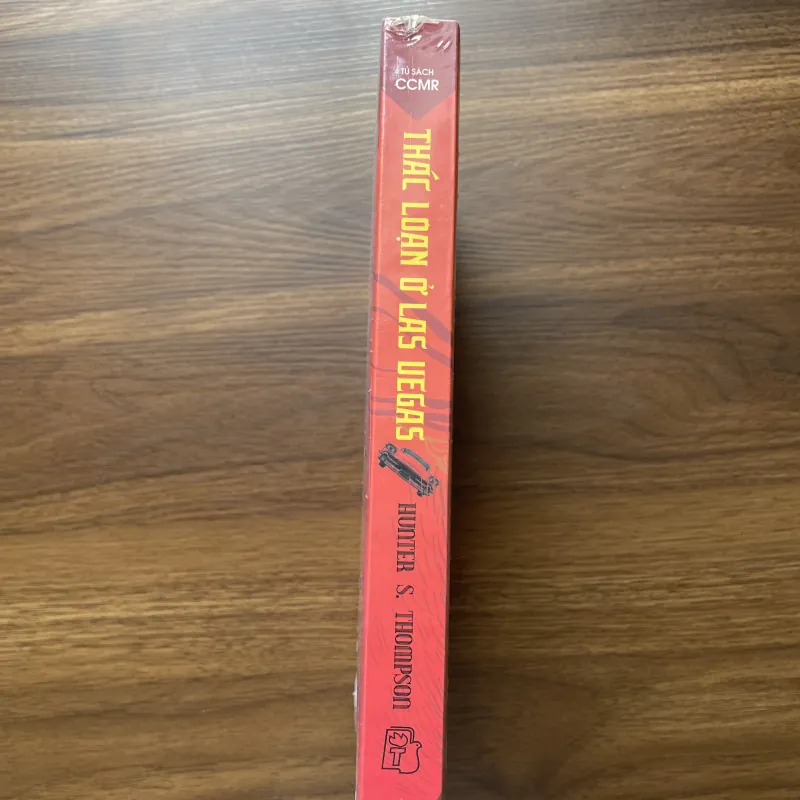 TỦ SÁCH
CCMR
THÁC LOẠN Ở LAS VEGAS
HUNTER S. THOMPSON
T